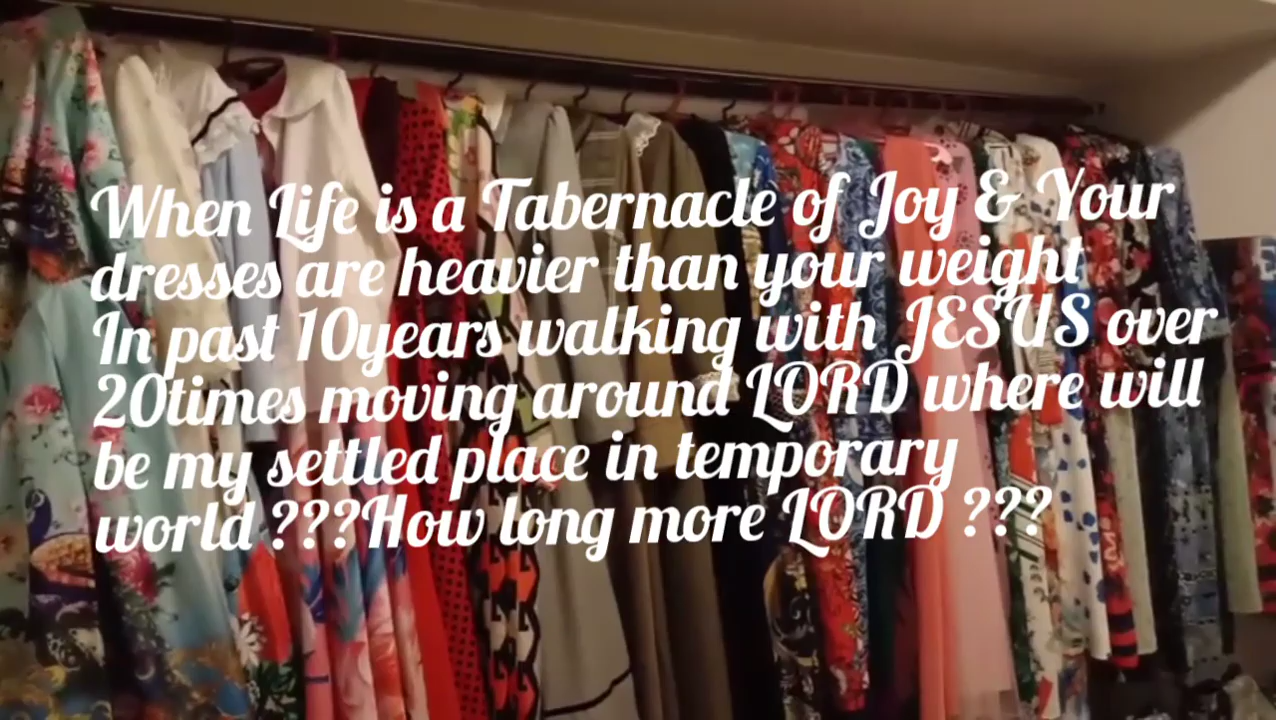 When Life is a Tabernacle of Joy & Your
dresses are heavier than your weight
In past 10years walking with JESUS over
20times moving around LORD where will
be my settled place in temporary
world ???How long more LORD ???